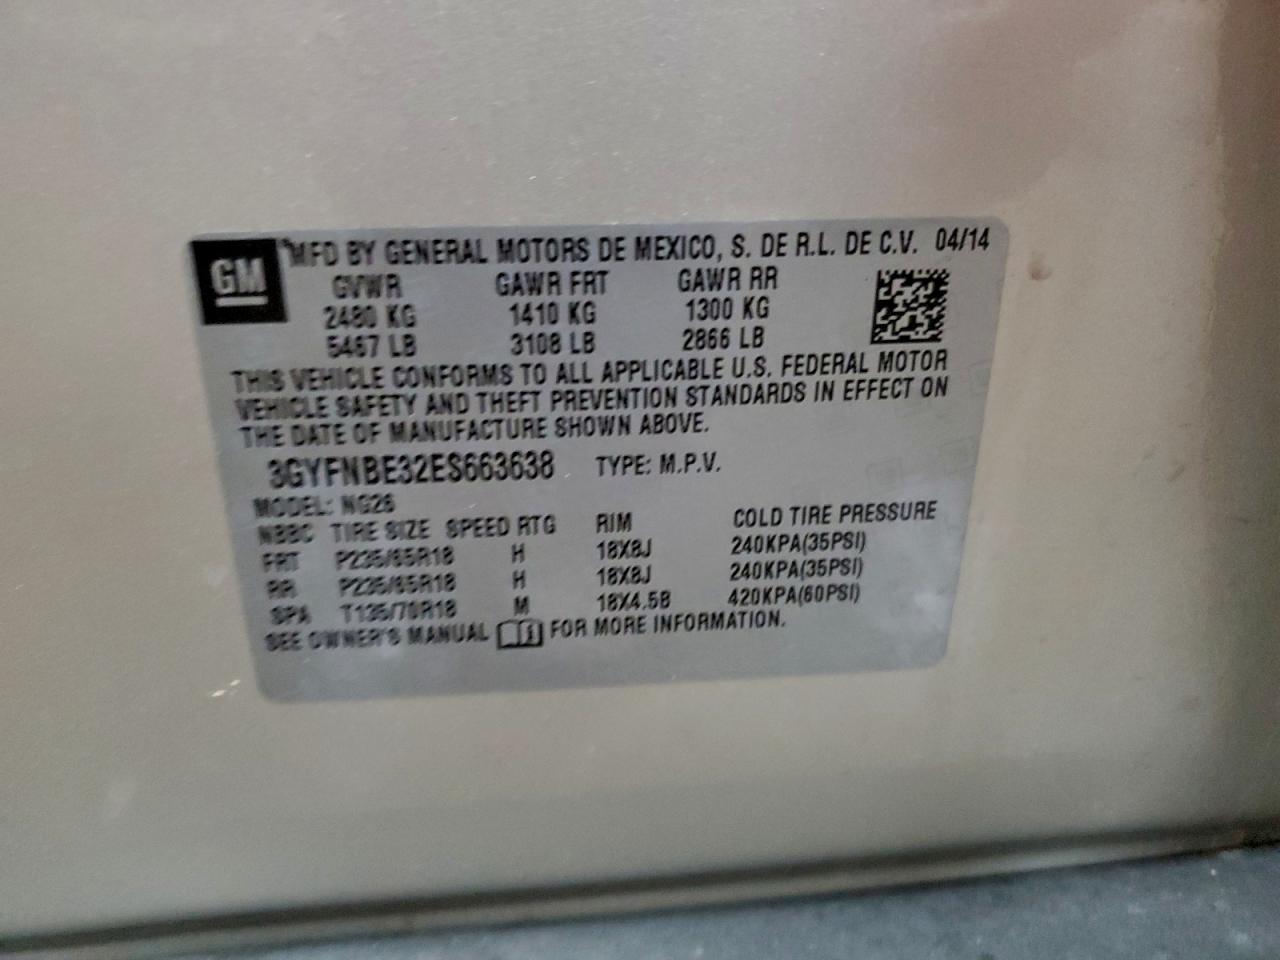 GM
MFD BY GENERAL MOTORS DE MEXICO, S. DE R.L. DE C.V. 04/14
GVWR GAWR FRT GAWR RR
2480 KG 1410 KG 1300 KG
5467 LB 3108 LB 2866 LB
THIS VEHICLE CONFORMS TO ALL APPLICABLE U.S. FEDERAL MOTOR
VEHICLE SAFETY AND THEFT PREVENTION STANDARDS IN EFFECT ON
THE DATE OF MANUFACTURE SHOWN ABOVE.
3GYFNBE32ES663638 TYPE: M.P.V.
MODEL: NG26
NBBC TIRE SIZE SPEED RTG RIM COLD TIRE PRESSURE
FRT P235/65R18 H 18X8J 240KPA(35PSI)
RR P235/65R18 H 18X8J 240KPA(35PSI)
SPA T135/70R18 M 18X4.5B 420KPA(60PSI)
SEE OWNER'S MANUAL FOR MORE INFORMATION.